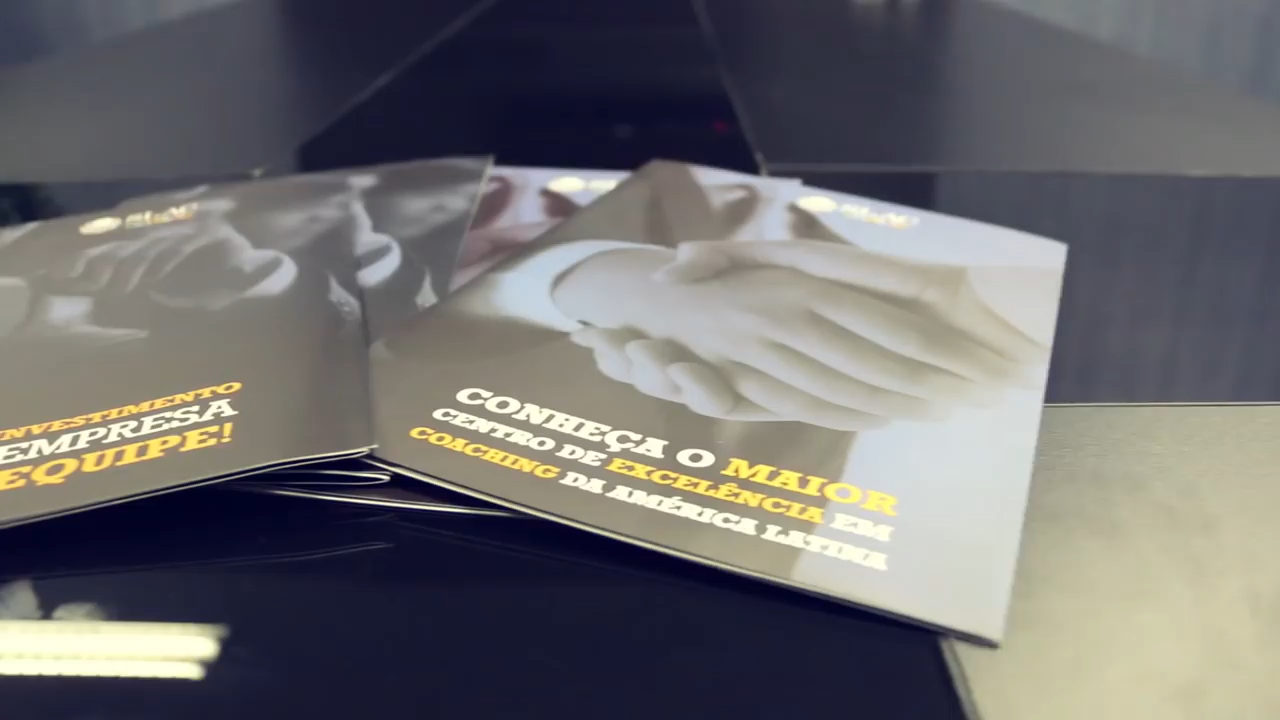 INVESTIMENTO
EMPRESA
EQUIPE!
CONHEÇA O MAIOR
CENTRO DE EXCELÊNCIA EM
COACHING DA AMÉRICA LATINA